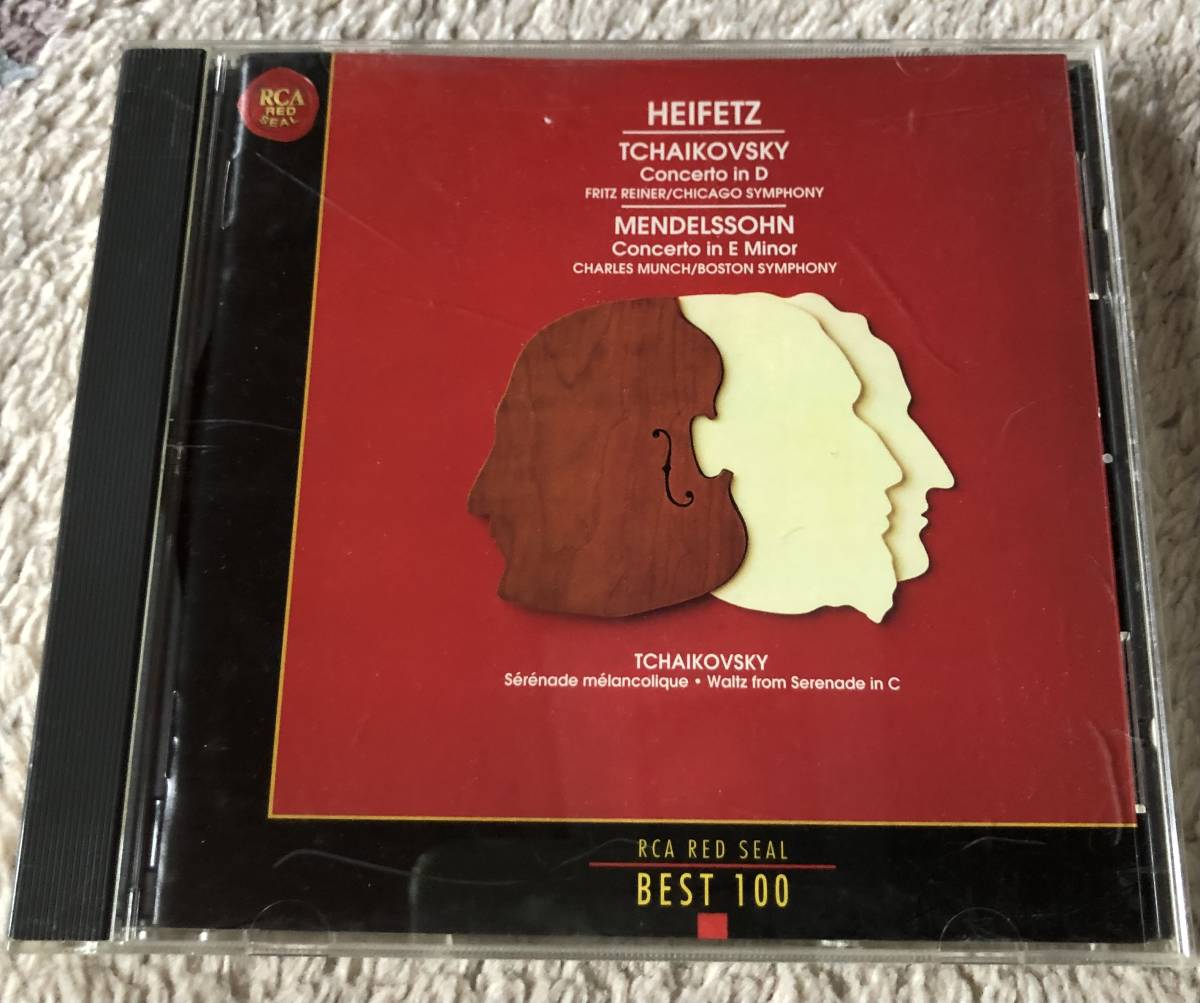 RCA
RED
SEAL
HEIFETZ
TCHAIKOVSKY
Concerto in D
FRITZ REINER/CHICAGO SYMPHONY
MENDELSSOHN
Concerto in E Minor
CHARLES MUNCH/BOSTON SYMPHONY
TCHAIKOVSKY
Sérénade mélancolique • Waltz from Serenade in C
RCA RED SEAL
BEST 100